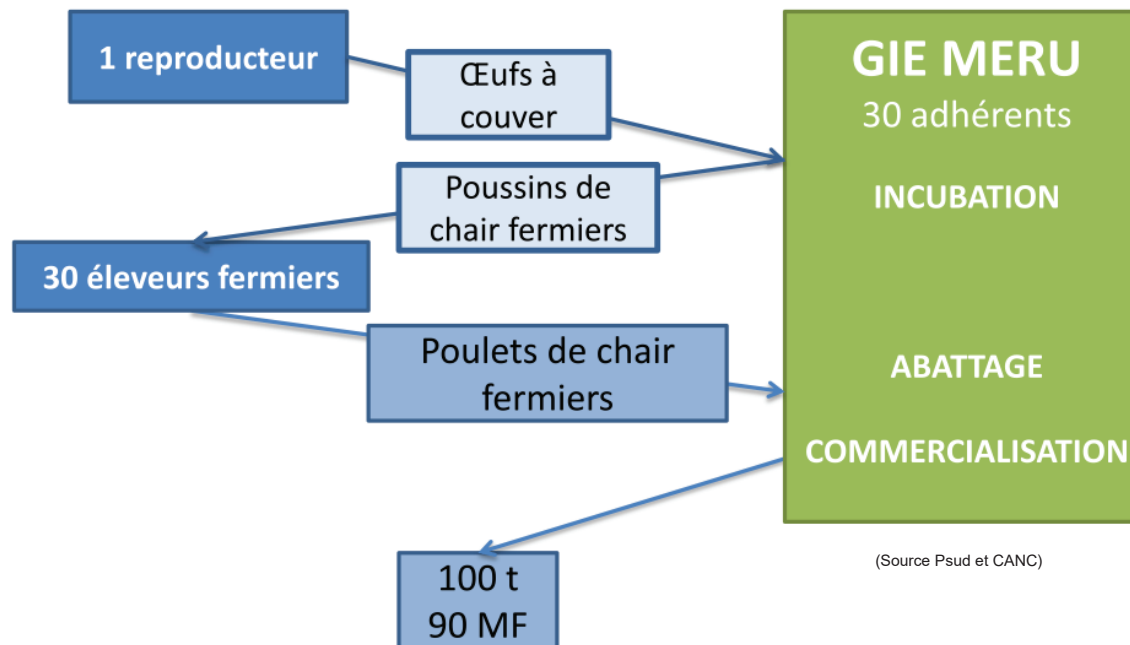 1 reproducteur
Œufs à
couver
Poussins de
chair fermiers
30 éleveurs fermiers
Poulets de chair
fermiers
100 t
90 MF
GIE MERU
30 adhérents
INCUBATION
ABATTAGE
COMMERCIALISATION
(Source Psud et CANC)